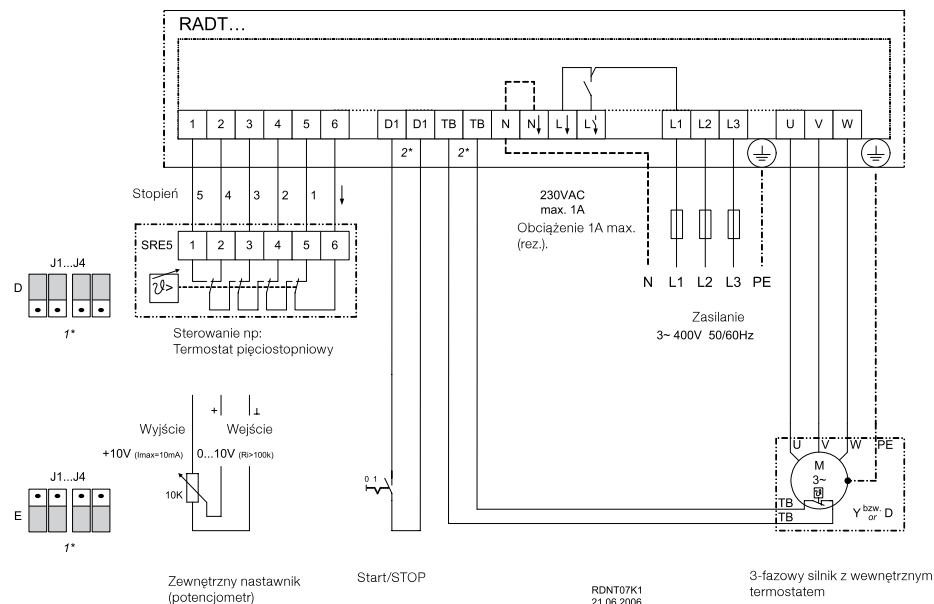 RADT...
1 2 3 4 5 6 D1 D1 TB TB N N↓ L↓ L L1 L2 L3 U V W
2* 2*
Stopień 5 4 3 2 1 ↓
SRE5 1 2 3 4 5 6
ϑ>
J1...J4
D
1*
Sterowanie np:
Termostat pięciostopniowy
230VAC
max. 1A
Obciążenie 1A max.
(rez.).
N L1 L2 L3 PE
Zasilanie
3~ 400V 50/60Hz
+ ⊥
Wyjście Wejście
+10V (Imax=10mA) 0...10V (Ri>100k)
10K
J1...J4
E
1*
0 1
U V W PE
M
3~
ϑ
TB
TB
Y bzw. or D
Zewnętrzny nastawnik
(potencjometr)
Start/STOP
RDNT07K1
21.06.2006
3-fazowy silnik z wewnętrznym
termostatem